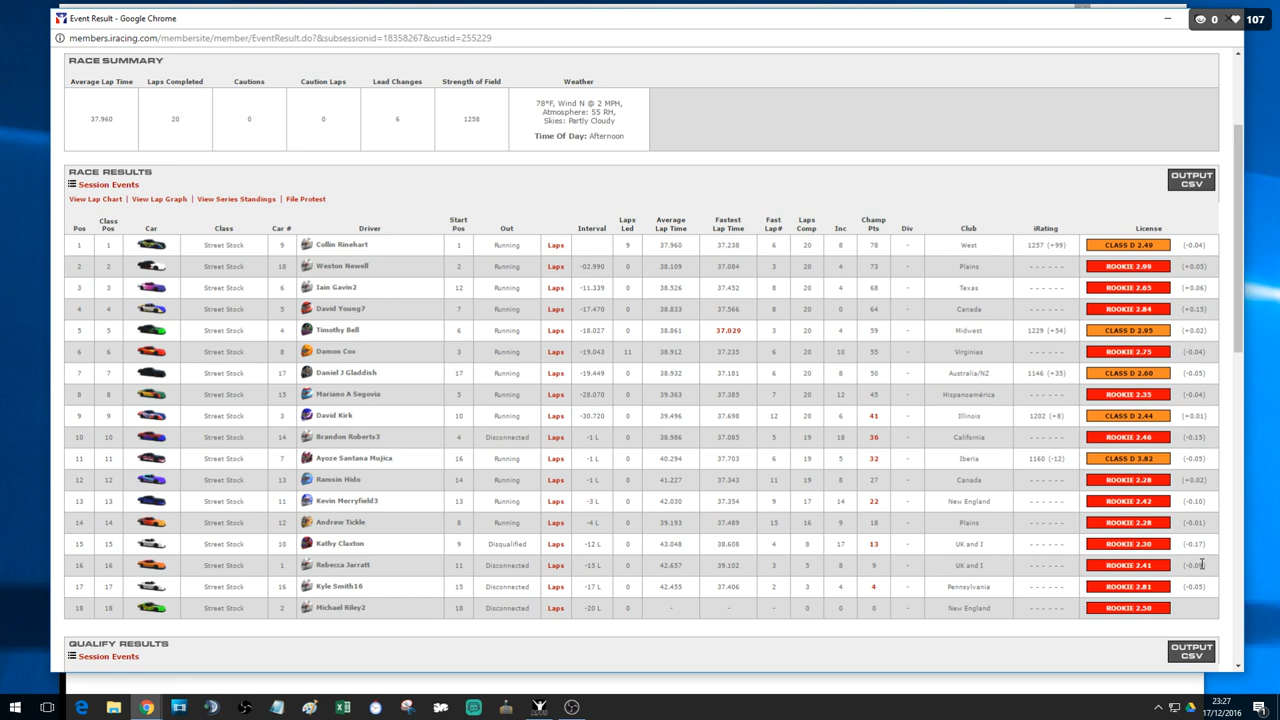 Event Result - Google Chrome
0 107
members.iracing.com/membersite/member/EventResult.do?&subsessionid=18358267&custid=255229
RACE SUMMARY
Average Lap Time Laps Completed Cautions Caution Laps Lead Changes Strength of Field Weather
37.960 20 0 0 6 1258
78°F, Wind N @ 2 MPH,
Atmosphere: 55 RH,
Skies: Partly Cloudy
Time Of Day: Afternoon
RACE RESULTS
Session Events
OUTPUT CSV
View Lap Chart | View Lap Graph | View Series Standings | File Protest
Pos Class Pos Car Class Car # Driver Start Pos Out Interval Laps Led Average Lap Time Fastest Lap Time Fast Lap# Laps Comp Inc Champ Pts Div Club iRating License
1 1 Street Stock 9 Collin Rinehart 1 Running Laps 9 37.960 37.238 6 20 8 78 - West 1257 (+99) CLASS D 2.49 (-0.04)
2 2 Street Stock 18 Weston Newell 2 Running Laps -02.990 0 38.109 37.084 3 20 4 73 - Plains - - - - - - ROOKIE 2.99 (+0.05)
3 3 Street Stock 6 Iain Gavin2 12 Running Laps -11.339 0 38.526 37.452 8 20 4 68 - Texas - - - - - - ROOKIE 2.65 (+0.06)
4 4 Street Stock 5 David Young7 7 Running Laps -17.470 0 38.833 37.566 8 20 0 64 - Canada - - - - - - ROOKIE 2.84 (+0.15)
5 5 Street Stock 4 Timothy Bell 6 Running Laps -18.027 0 38.861 37.029 3 20 4 59 - Midwest 1229 (+54) CLASS D 2.95 (+0.02)
6 6 Street Stock 8 Damon Cox 3 Running Laps -19.043 11 38.912 37.235 6 20 10 55 - Virginias - - - - - - ROOKIE 2.75 (-0.04)
7 7 Street Stock 17 Daniel J Gladdish 17 Running Laps -19.449 0 38.932 37.181 6 20 8 50 - Australia/NZ 1146 (+35) CLASS D 2.60 (-0.05)
8 8 Street Stock 15 Mariano A Segovia 5 Running Laps -28.070 0 39.363 37.385 7 20 12 45 - Hispanoamérica - - - - - - ROOKIE 2.35 (-0.04)
9 9 Street Stock 3 David Kirk 10 Running Laps -30.720 0 39.496 37.698 12 20 6 41 - Illinois 1202 (+8) CLASS D 2.44 (+0.01)
10 10 Street Stock 14 Brandon Roberts3 4 Disconnected Laps -1 L 0 38.986 37.085 5 19 18 36 - California - - - - - - ROOKIE 2.46 (-0.15)
11 11 Street Stock 7 Ayoze Santana Mujica 16 Running Laps -1 L 0 40.294 37.703 6 19 5 32 - Iberia 1160 (-12) CLASS D 3.82 (-0.05)
12 12 Street Stock 13 Ramsin Hido 14 Running Laps -1 L 0 41.227 37.343 11 19 8 27 - Canada - - - - - - ROOKIE 2.28 (+0.02)
13 13 Street Stock 11 Kevin Merryfield3 13 Running Laps -3 L 0 42.030 37.354 9 17 14 22 - New England - - - - - - ROOKIE 2.42 (-0.10)
14 14 Street Stock 12 Andrew Tickle 8 Running Laps -4 L 0 39.193 37.489 15 16 9 18 - Plains - - - - - - ROOKIE 2.28 (-0.01)
15 15 Street Stock 10 Kathy Claxton 9 Disqualified Laps -12 L 0 43.048 38.608 4 8 17 13 - UK and I - - - - - - ROOKIE 2.30 (-0.17)
16 16 Street Stock 1 Rebecca Jarratt 11 Disconnected Laps -15 L 0 42.657 39.102 3 5 8 9 - UK and I - - - - - - ROOKIE 2.41
17 17 Street Stock 16 Kyle Smith16 15 Disconnected Laps -17 L 0 42.455 37.406 2 3 4 4 - Pennsylvania - - - - - - ROOKIE 2.81 (-0.05)
18 18 Street Stock 2 Michael Riley2 18 Disconnected Laps -20 L 0 - - - 0 0 0 - New England - - - - - - ROOKIE 2.50
QUALIFY RESULTS
Session Events
OUTPUT CSV
23:27
17/12/2016